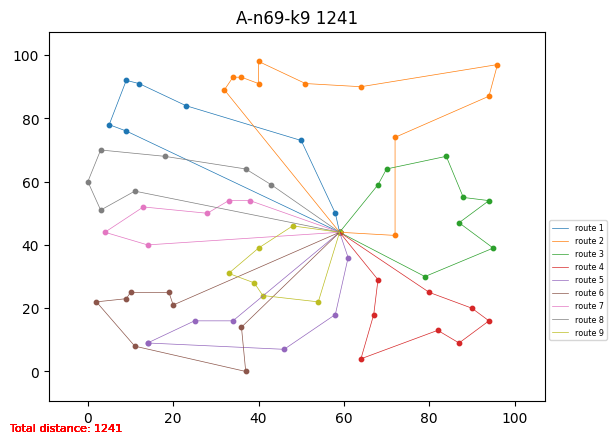 A-n69-k9 1241
100
80
60
40
20
0
0 20 40 60 80 100
route 1
route 2
route 3
route 4
route 5
route 6
route 7
route 8
route 9
Total distance: 1241